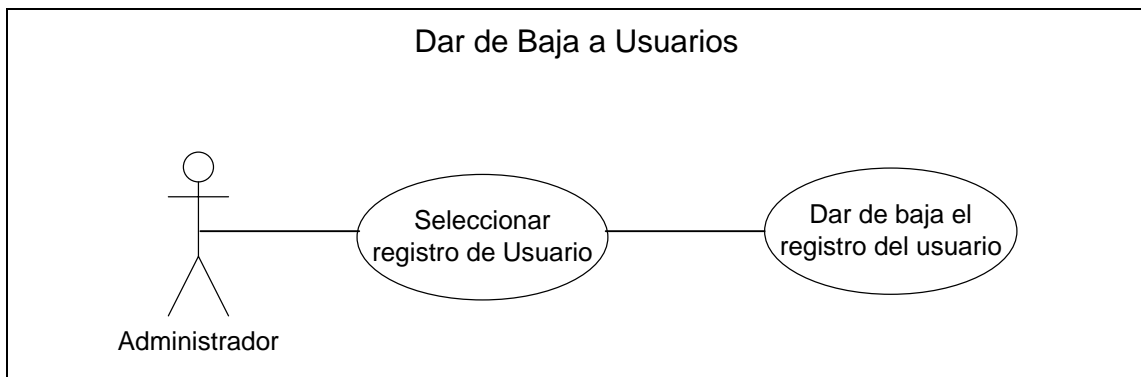 Dar de Baja a Usuarios
Seleccionar
registro de Usuario
Dar de baja el
registro del usuario
Administrador